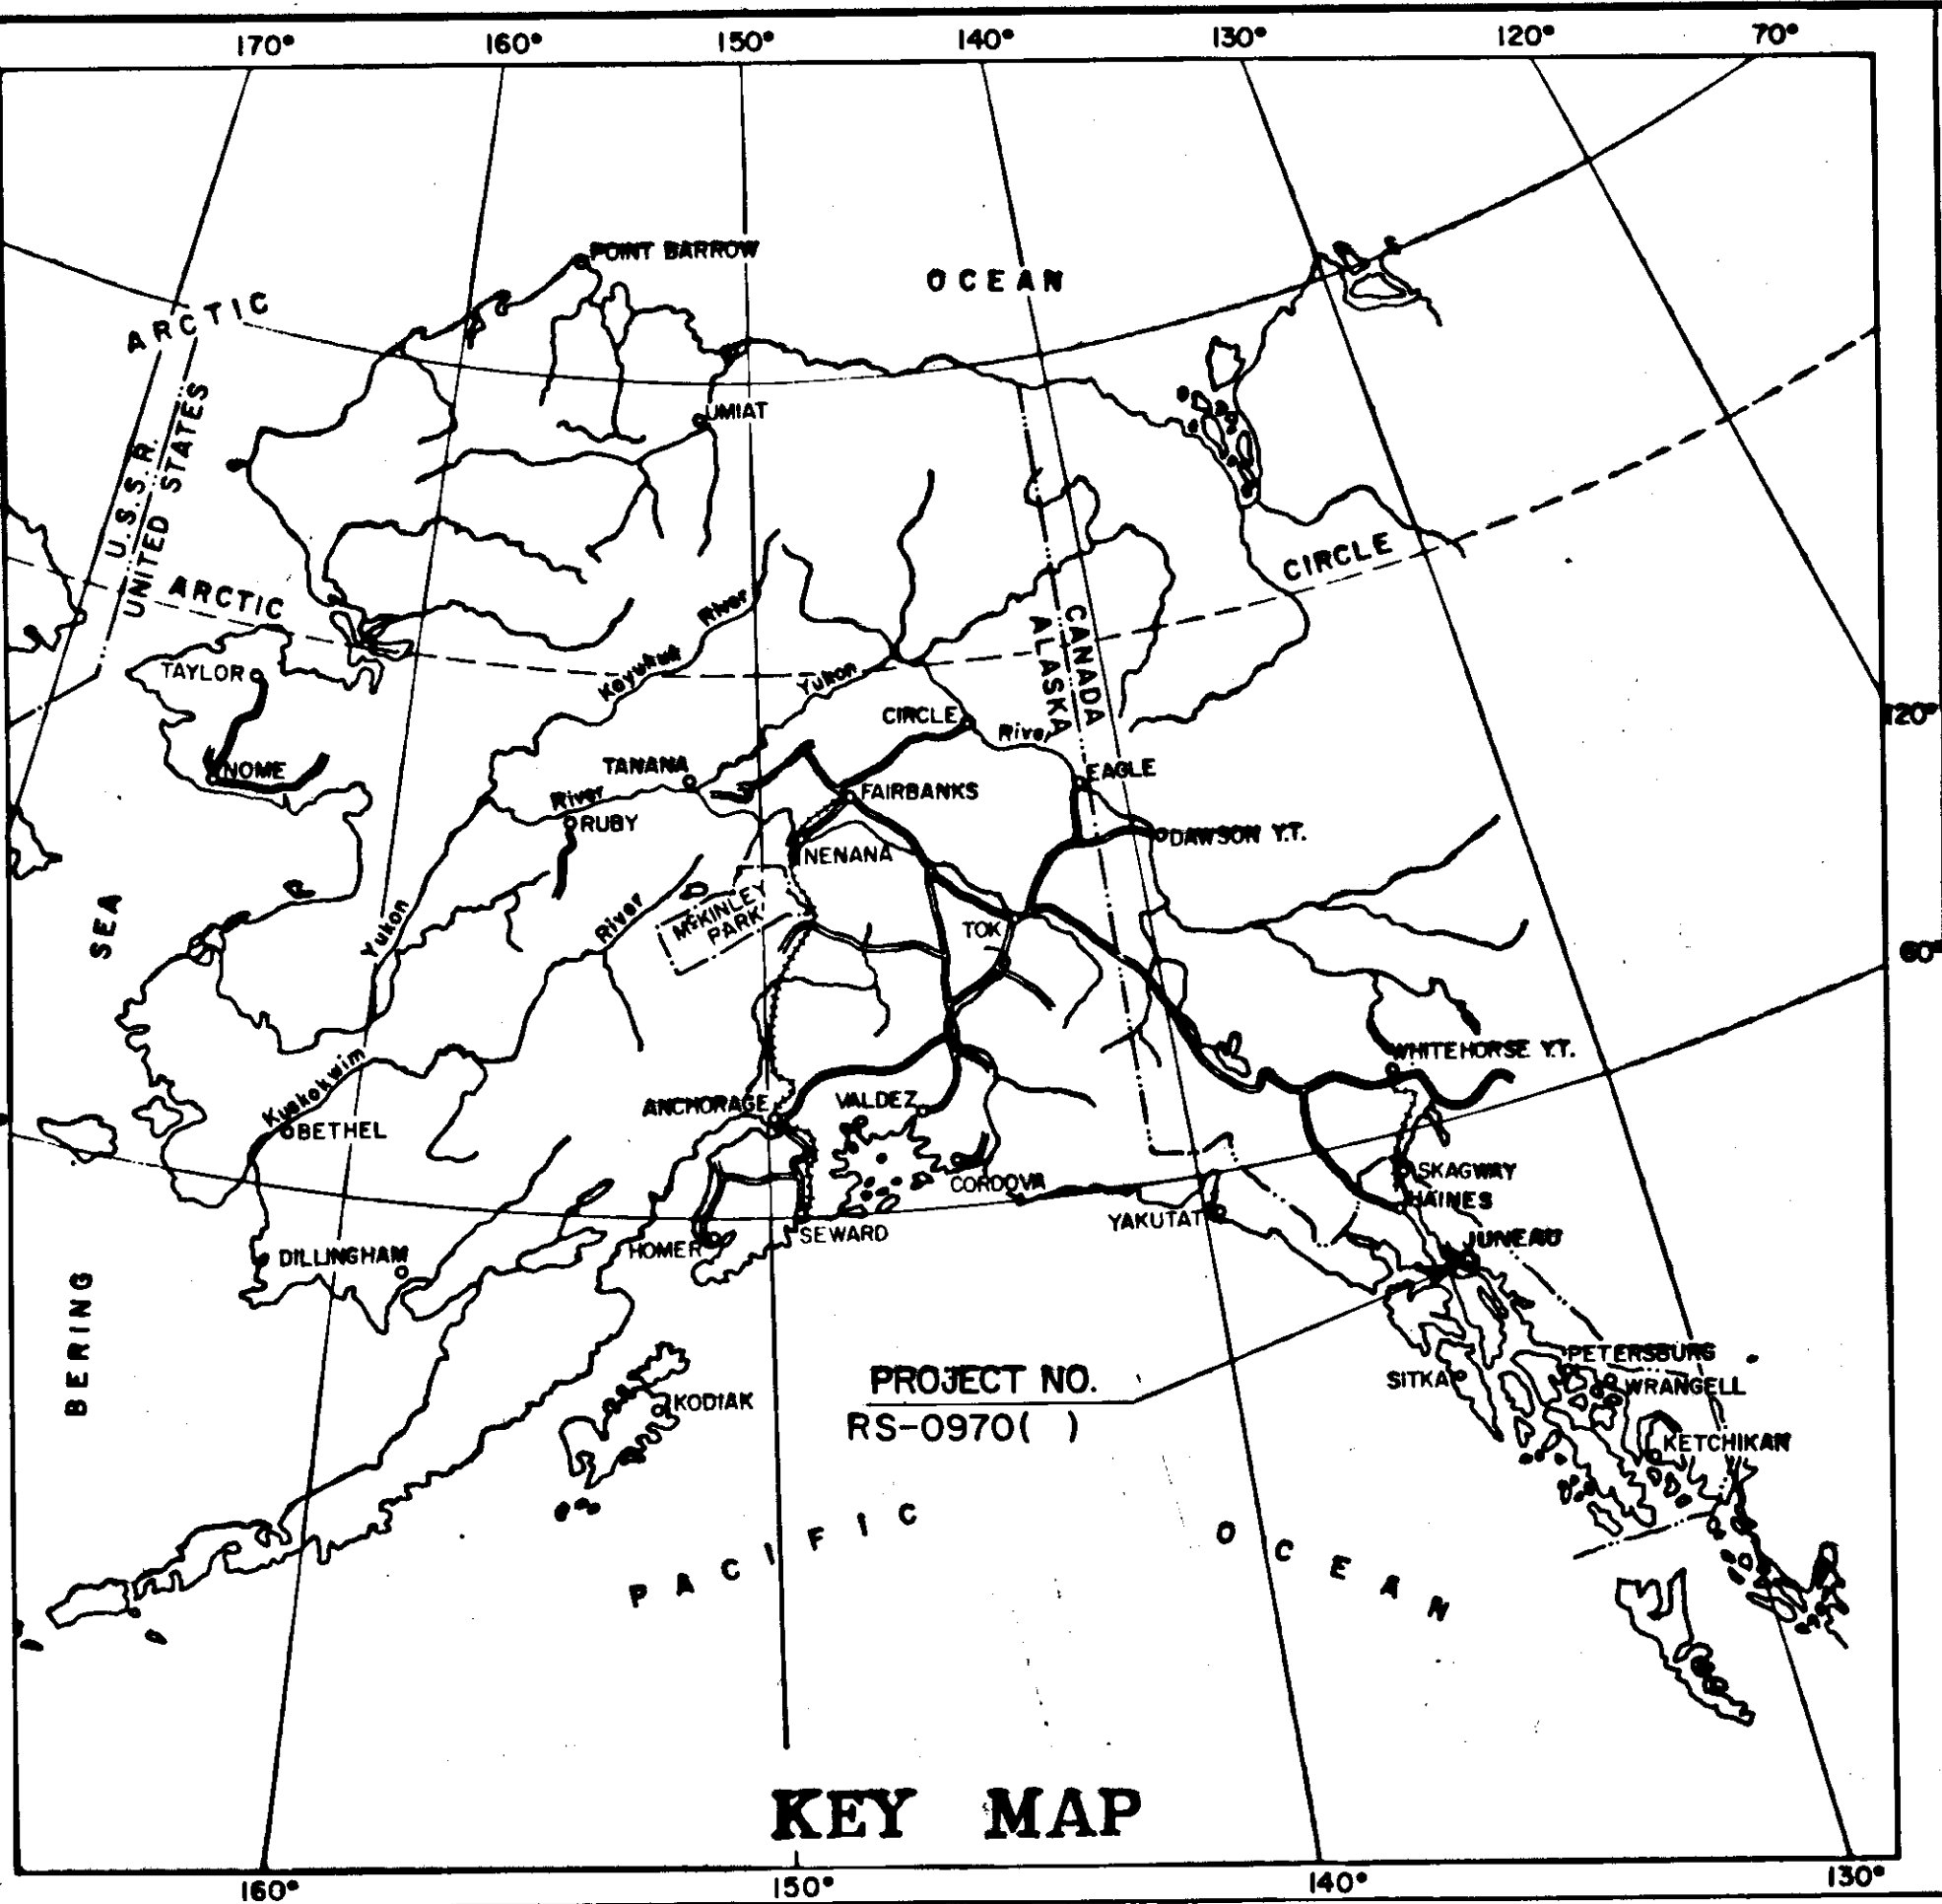 170° 160° 150° 140° 130° 120° 70°
POINT BARROW
OCEAN
ARCTIC
UMIAT
U.S.S.R.
UNITED STATES
CIRCLE
ARCTIC
River
Koyukuk
CANADA
ALASKA
TAYLOR
Yukon
CIRCLE
River
120°
NOME
TANANA
EAGLE
River
FAIRBANKS
RUBY
DAWSON Y.T.
NENANA
R
McKINLEY
PARK
SEA
Yukon
River
TOK
60°
WHITEHORSE Y.T.
Kuskokwim
ANCHORAGE
VALDEZ
BETHEL
SKAGWAY
CORDOVA
HAINES
YAKUTAT
SEWARD
JUNEAU
HOMER
DILLINGHAM
BERING
PETERSBURG
PROJECT NO.
SITKA
WRANGELL
KODIAK
RS-0970( )
KETCHIKAN
PACIFIC
OCEAN
KEY MAP
160° 150° 140° 130°